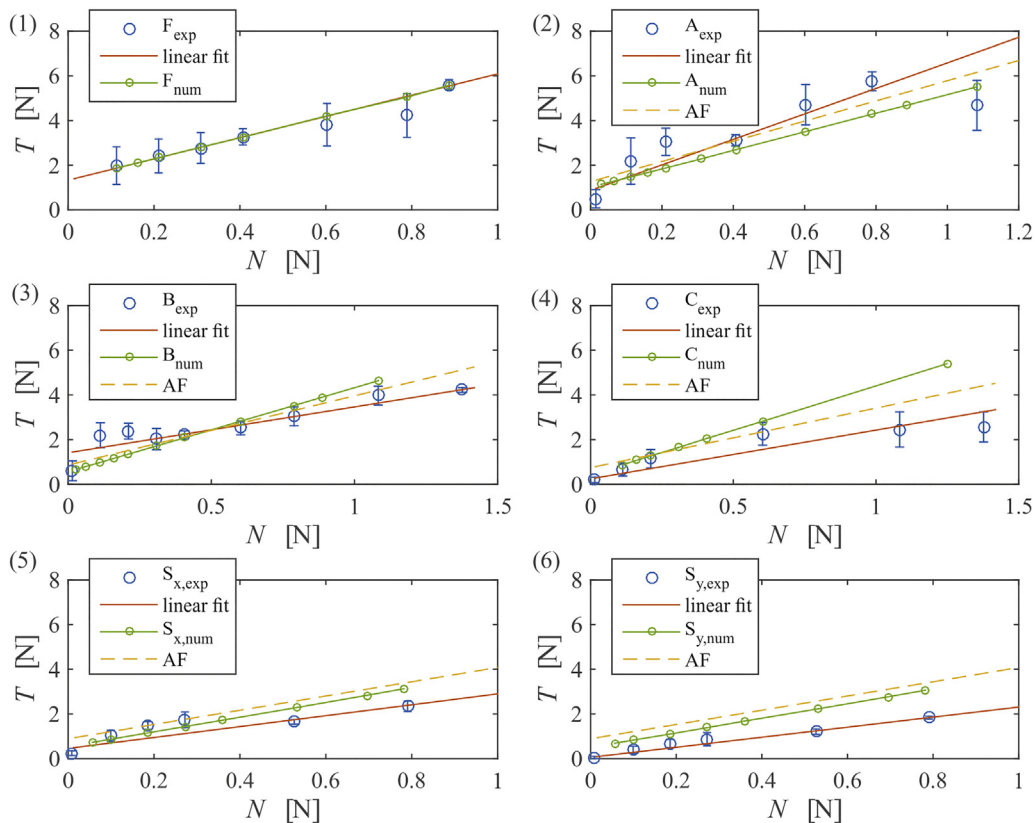 (1)
F_exp
linear fit
F_num
T [N]
8
6
4
2
0
0 0.2 0.4 0.6 0.8 1
N [N]
(2)
A_exp
linear fit
A_num
AF
T [N]
8
6
4
2
0
0 0.2 0.4 0.6 0.8 1 1.2
N [N]
(3)
B_exp
linear fit
B_num
AF
T [N]
8
6
4
2
0
0 0.5 1 1.5
N [N]
(4)
C_exp
linear fit
C_num
AF
T [N]
8
6
4
2
0
0 0.5 1 1.5
N [N]
(5)
S_x,exp
linear fit
S_x,num
AF
T [N]
8
6
4
2
0
0 0.2 0.4 0.6 0.8 1
N [N]
(6)
S_y,exp
linear fit
S_y,num
AF
T [N]
8
6
4
2
0
0 0.2 0.4 0.6 0.8 1
N [N]